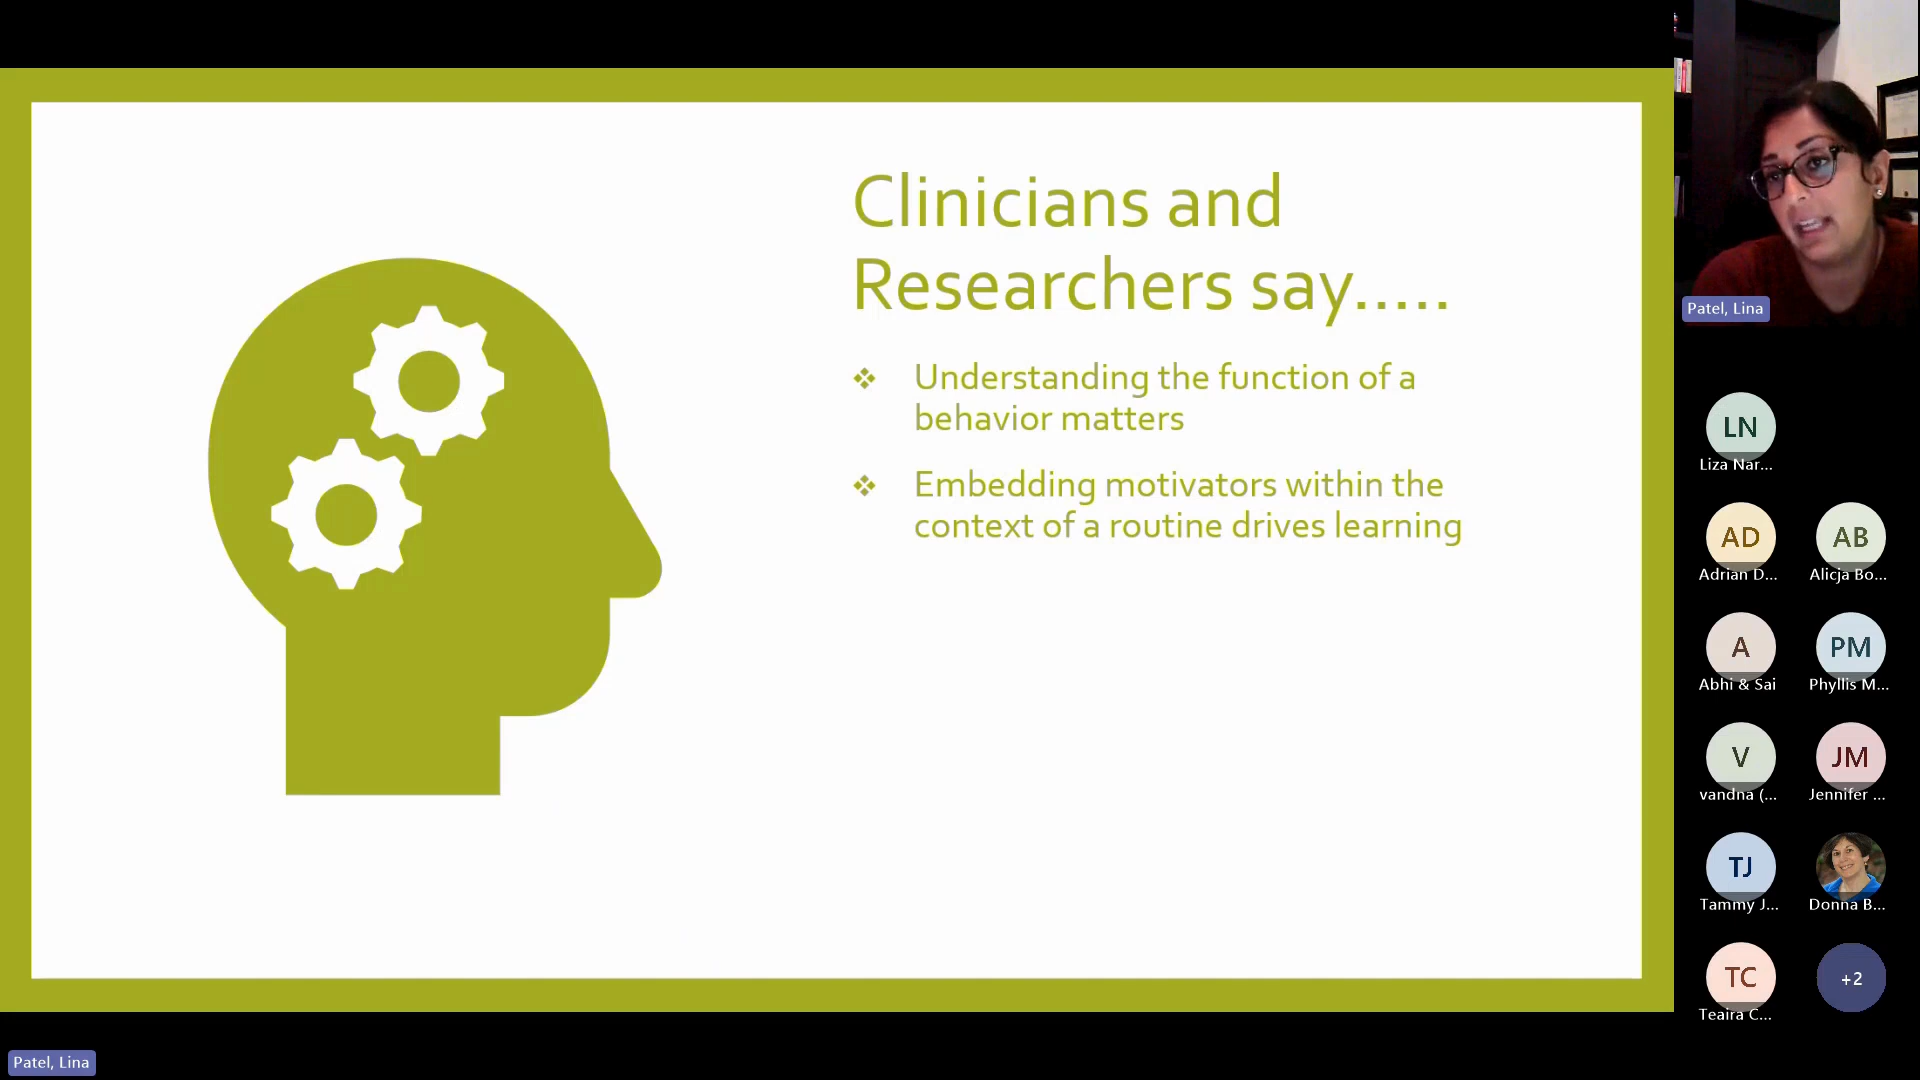 Clinicians and
Researchers say.....
Understanding the function of a
behavior matters
Embedding motivators within the
context of a routine drives learning
Patel, Lina
LN
Liza Nar...
AD
Adrian D...
AB
Alicja Bo...
A
Abhi & Sai
PM
Phyllis M...
V
vandna (...
JM
Jennifer ...
TJ
Tammy J...
Donna B...
TC
Teaira C...
+2
Patel, Lina